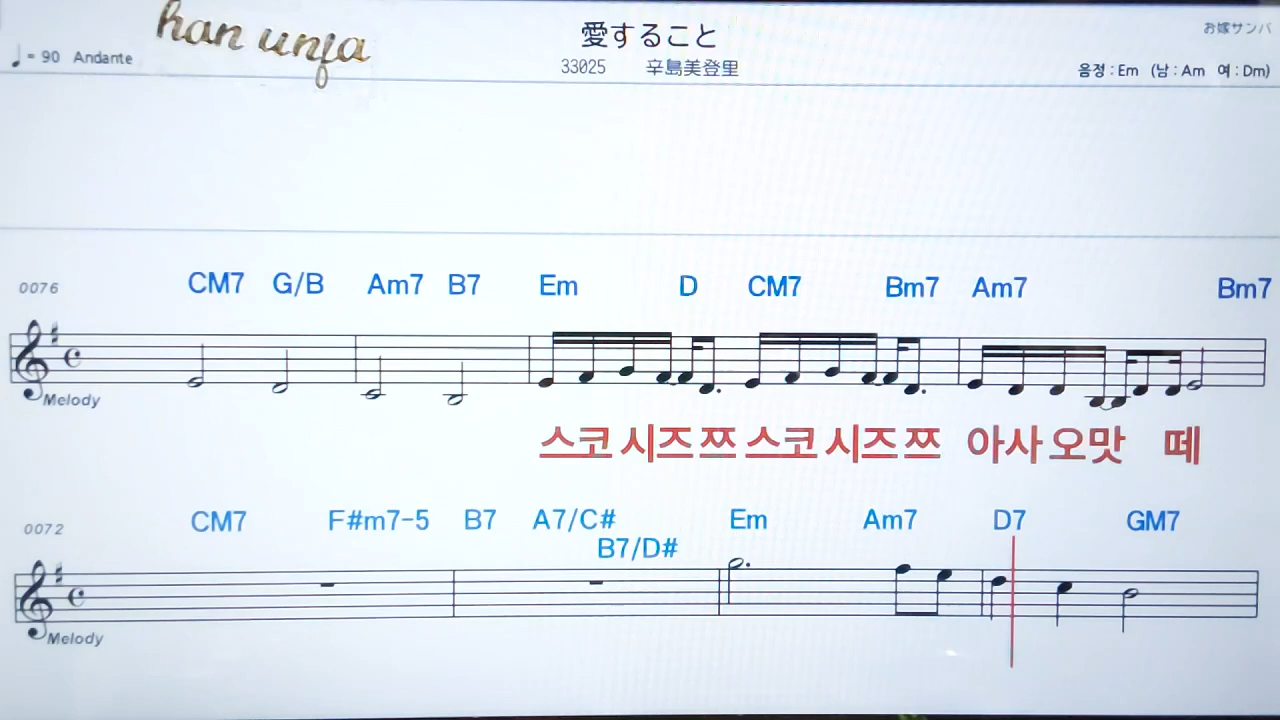 han unja
愛すること
お嫁サンバ
♩= 90 Andante
33025 辛島美登里
음정 : Em (남 : Am 여 : Dm)
0076 CM7 G/B Am7 B7 Em D CM7 Bm7 Am7 Bm7
Melody
스코 시즈 쯔 스코 시즈 쯔 아사 오맛 떼
0072 CM7 F#m7-5 B7 A7/C# Em Am7 D7 GM7
B7/D#
Melody